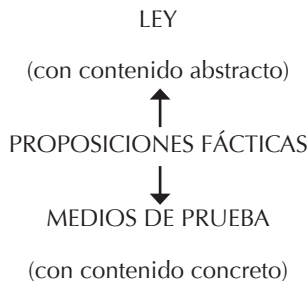 LEY
(con contenido abstracto)
PROPOSICIONES FÁCTICAS
MEDIOS DE PRUEBA
(con contenido concreto)